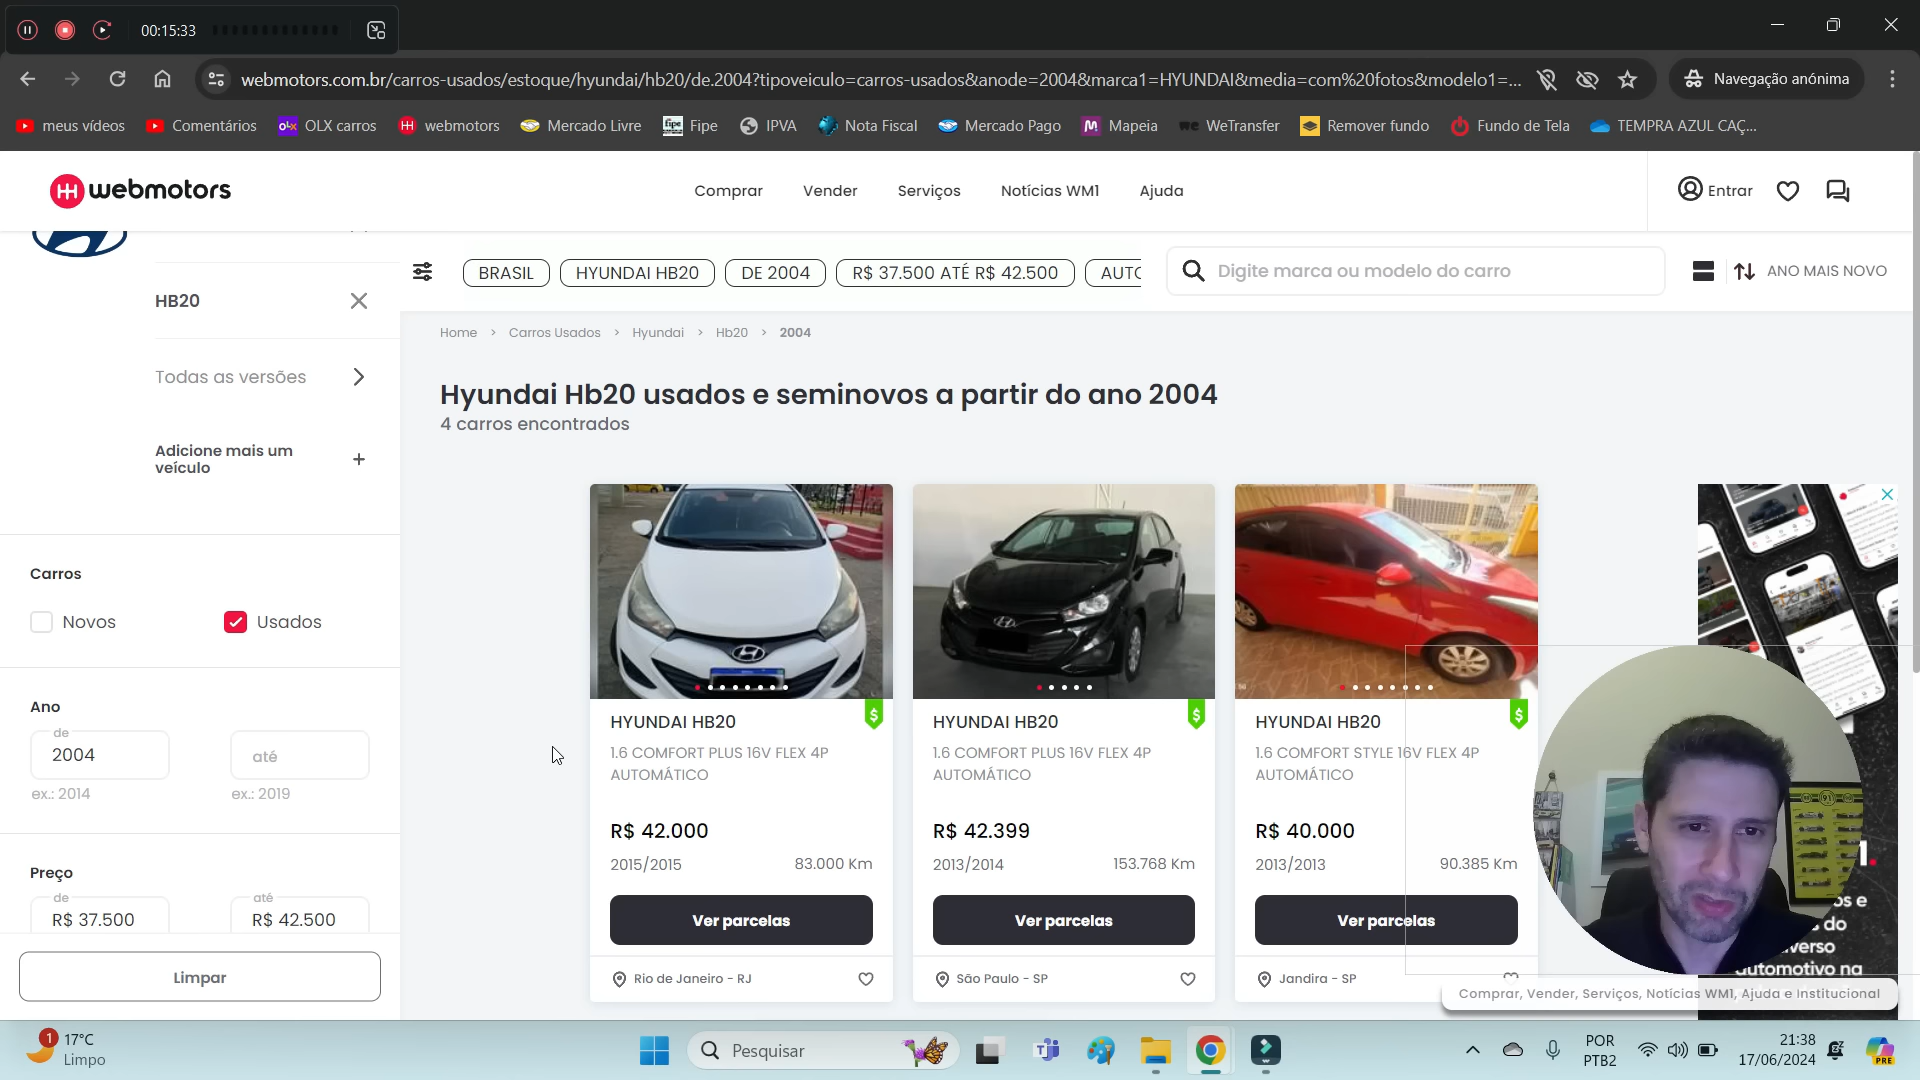 00:15:33
webmotors.com.br/carros-usados/estoque/hyundai/hb20/de.2004?tipoveiculo=carros-usados&anode=2004&marca1=HYUNDAI&media=com%20fotos&modelo1=...
Navegação anónima
meus vídeos
Comentários
OLX carros
webmotors
Mercado Livre
Fipe
IPVA
Nota Fiscal
Mercado Pago
Mapeia
WeTransfer
Remover fundo
Fundo de Tela
TEMPRA AZUL CAÇ...
webmotors
Comprar
Vender
Serviços
Notícias WM1
Ajuda
Entrar
BRASIL
HYUNDAI HB20
DE 2004
R$ 37.500 ATÉ R$ 42.500
AUTO
Digite marca ou modelo do carro
ANO MAIS NOVO
HB20
Todas as versões
Adicione mais um
veículo
Carros
Novos
Usados
Ano
de
2004
até
ex.: 2014
ex.: 2019
Preço
de
R$ 37.500
até
R$ 42.500
Limpar
Home > Carros Usados > Hyundai > Hb20 > 2004
Hyundai Hb20 usados e seminovos a partir do ano 2004
4 carros encontrados
HYUNDAI HB20
1.6 COMFORT PLUS 16V FLEX 4P
AUTOMÁTICO
R$ 42.000
2015/2015
83.000 Km
Ver parcelas
Rio de Janeiro - RJ
HYUNDAI HB20
1.6 COMFORT PLUS 16V FLEX 4P
AUTOMÁTICO
R$ 42.399
2013/2014
153.768 Km
Ver parcelas
São Paulo - SP
HYUNDAI HB20
1.6 COMFORT STYLE 16V FLEX 4P
AUTOMÁTICO
R$ 40.000
2013/2013
90.385 Km
Ver parcelas
Jandira - SP
os e
do
verso
automotivo na
Comprar, Vender, Serviços, Notícias WM1, Ajuda e Institucional
1
17°C
Limpo
Pesquisar
POR
PTB2
21:38
17/06/2024
PRE